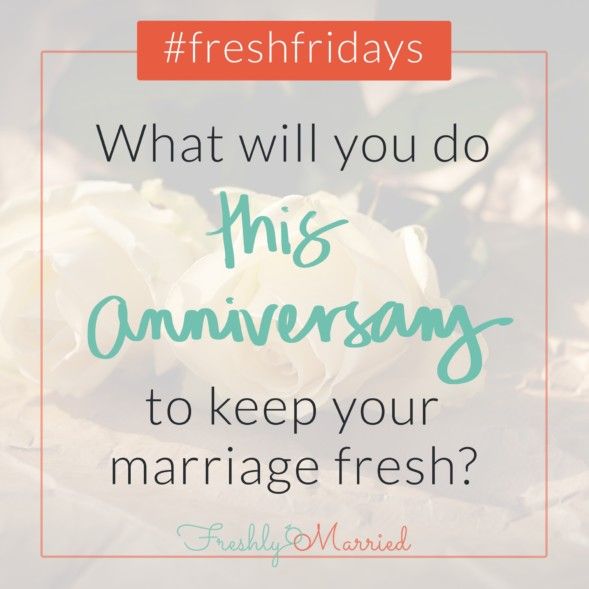 #freshfridays
What will you do
this
anniversary
to keep your
marriage fresh?
Freshly Married